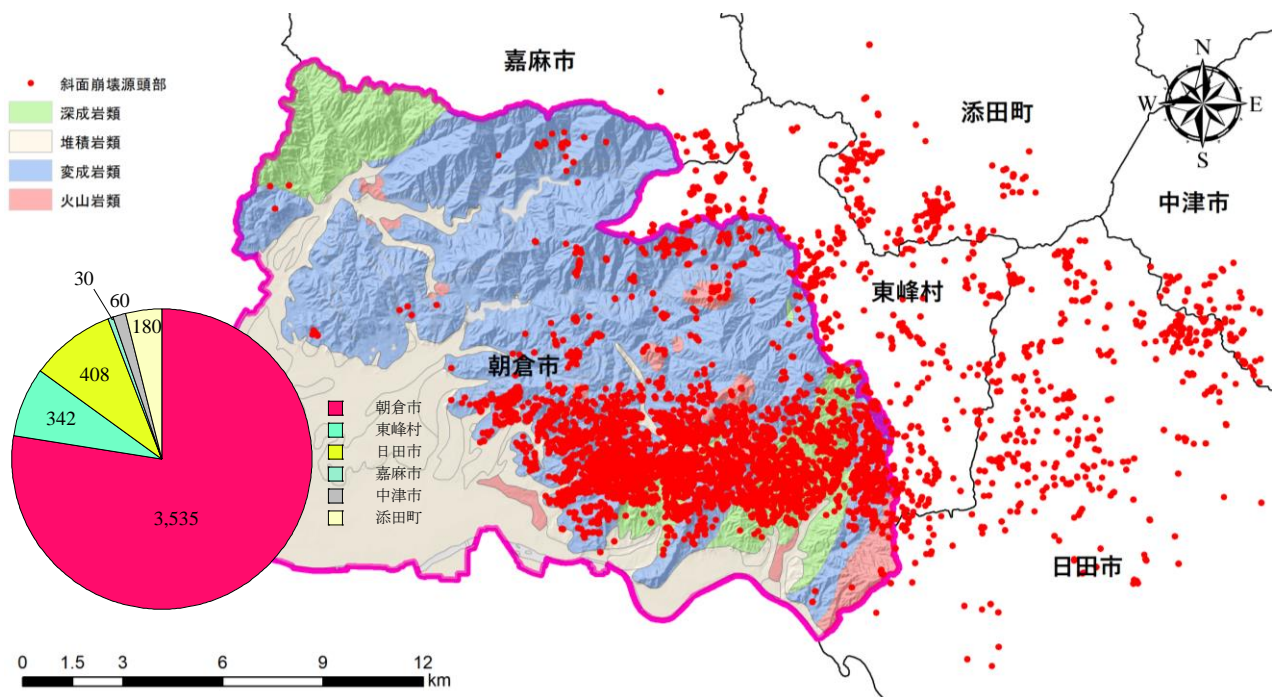 嘉麻市
添田町
中津市
東峰村
朝倉市
日田市
N
W
E
S
斜面崩壊源頭部
深成岩類
堆積岩類
変成岩類
火山岩類
30
60
180
408
342
3,535
朝倉市
東峰村
日田市
嘉麻市
中津市
添田町
0 1.5 3 6 9 12
km